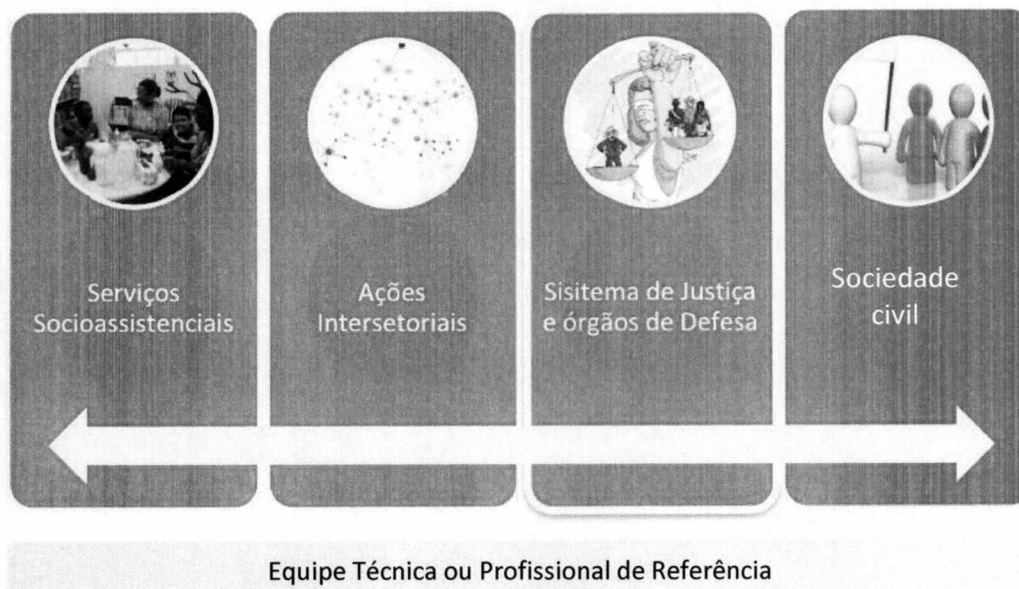 Serviços
Socioassistenciais
Ações
Intersetoriais
Sisitema de Justiça
e órgãos de Defesa
Sociedade
civil
Equipe Técnica ou Profissional de Referência